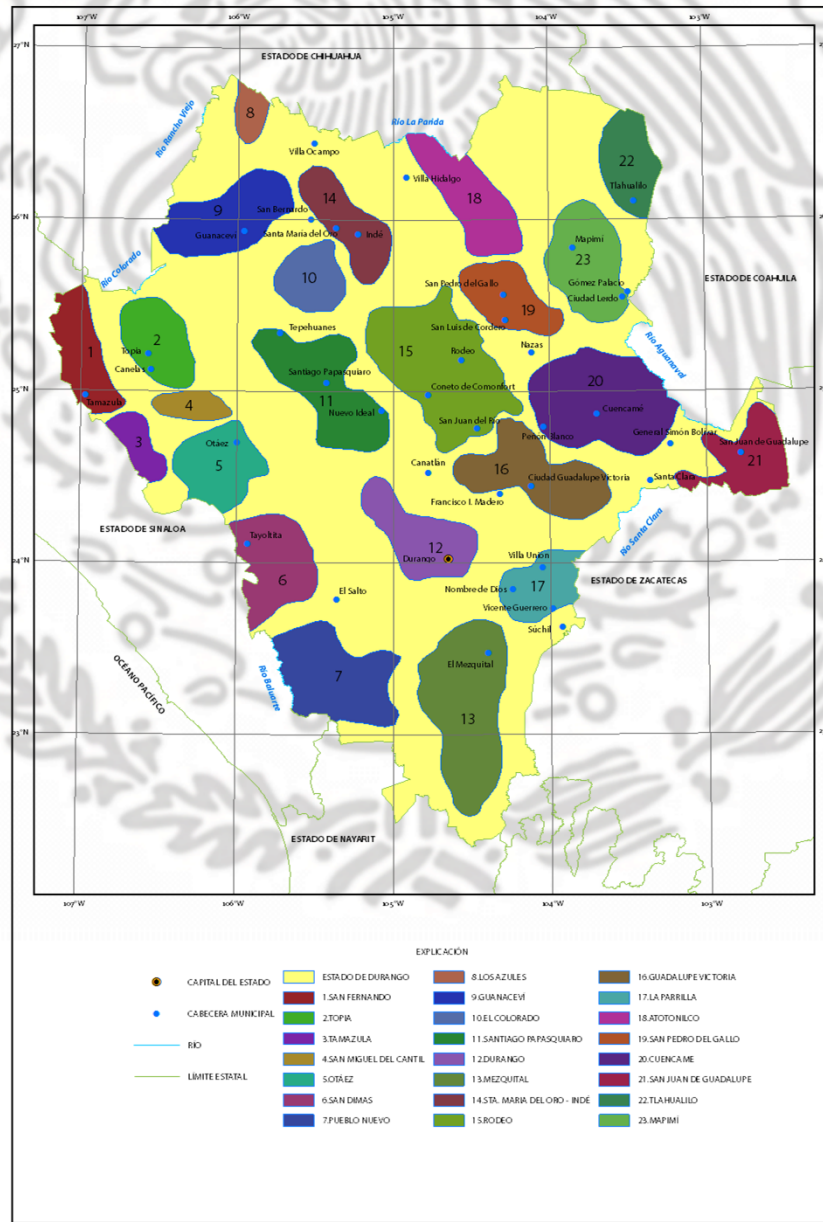 107°W 106°W 105°W 104°W 103°W
27°N
ESTADO DE CHIHUAHUA
8
Río Rancho Viejo
Río La Parida
Villa Ocampo
22
Villa Hidalgo
Tlahualilo
14
18
9
San Bernardo
26°N
Guanaceví
Santa María del Oro
Indé
Mapimí
23
10
Río Colorado
San Pedro del Gallo
Gómez Palacio
Ciudad Lerdo
ESTADO DE COAHUILA
19
San Luis de Cordero
Tepehuanes
1
2
Topia
15
Nazas
Río Aguanaval
Canelas
Rodeo
25°N
Santiago Papasquiaro
20
Tamazula
4
11
Coneto de Comonfort
Nuevo Ideal
Cuencamé
3
San Juan del Río
Peñón Blanco
General Simón Bolívar
Otáez
San Juan de Guadalupe
5
Canatlán
16
21
Ciudad Guadalupe Victoria
Santa Clara
Francisco I. Madero
ESTADO DE SINALOA
Río Santa Clara
Tayoltita
12
24°N
Durango
Villa Unión
6
ESTADO DE ZACATECAS
El Salto
Nombre de Dios
17
Vicente Guerrero
Súchil
El Mezquital
OCÉANO PACÍFICO
Río Baluarte
7
13
23°N
ESTADO DE NAYARIT
107°W 106°W 105°W 104°W 103°W
EXPLICACIÓN
CAPITAL DEL ESTADO
CABECERA MUNICIPAL
RÍO
LÍMITE ESTATAL
ESTADO DE DURANGO
1.SAN FERNANDO
2.TOPIA
3.TAMAZULA
4.SAN MIGUEL DEL CANTIL
5.OTÁEZ
6.SAN DIMAS
7.PUEBLO NUEVO
8.LOS AZULES
9.GUANACEVÍ
10.EL COLORADO
11.SANTIAGO PAPASQUIARO
12.DURANGO
13.MEZQUITAL
14.STA. MARIA DEL ORO - INDE
15.RODEO
16.GUADALUPE VICTORIA
17.LA PARRILLA
18.ATOTONILCO
19.SAN PEDRO DEL GALLO
20.CUENCAME
21.SAN JUAN DE GUADALUPE
22.TLAHUALILO
23.MAPIMÍ